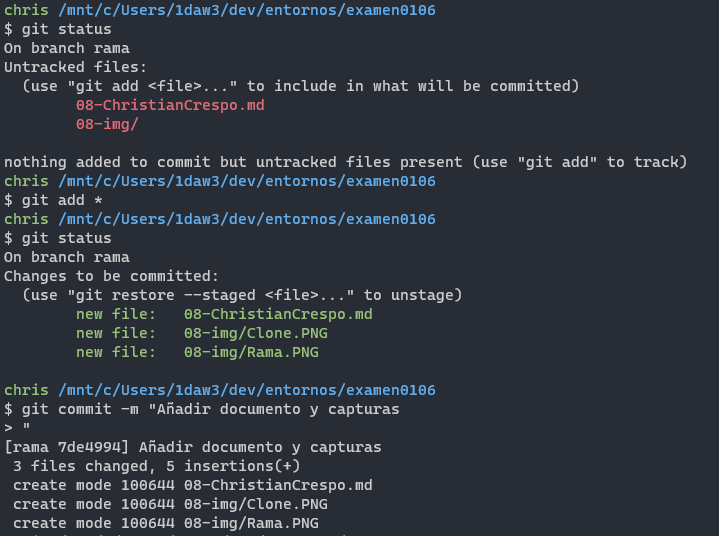 chris /mnt/c/Users/1daw3/dev/entornos/examen0106
$ git status
On branch rama
Untracked files:
  (use "git add <file>..." to include in what will be committed)
        08-ChristianCrespo.md
        08-img/

nothing added to commit but untracked files present (use "git add" to track)
chris /mnt/c/Users/1daw3/dev/entornos/examen0106
$ git add *
chris /mnt/c/Users/1daw3/dev/entornos/examen0106
$ git status
On branch rama
Changes to be committed:
  (use "git restore --staged <file>..." to unstage)
        new file:   08-ChristianCrespo.md
        new file:   08-img/Clone.PNG
        new file:   08-img/Rama.PNG

chris /mnt/c/Users/1daw3/dev/entornos/examen0106
$ git commit -m "Añadir documento y capturas
> "
[rama 7de4994] Añadir documento y capturas
 3 files changed, 5 insertions(+)
 create mode 100644 08-ChristianCrespo.md
 create mode 100644 08-img/Clone.PNG
 create mode 100644 08-img/Rama.PNG